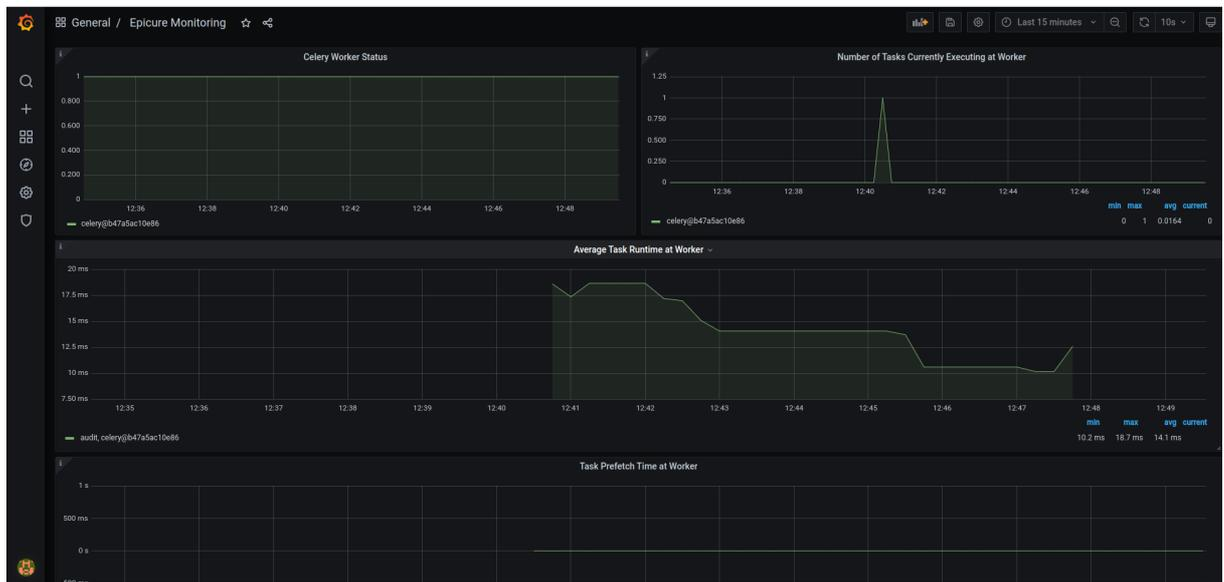 General / Epicure Monitoring
Last 15 minutes
10s
Celery Worker Status
1
0.800
0.600
0.400
0.200
0
12:36 12:38 12:40 12:42 12:44 12:46 12:48
celery@b47a5ac10e86
Number of Tasks Currently Executing at Worker
1.25
1
0.750
0.500
0.250
0
12:36 12:38 12:40 12:42 12:44 12:46 12:48
min max avg current
celery@b47a5ac10e86 0 1 0.0164 0
Average Task Runtime at Worker
20 ms
17.5 ms
15 ms
12.5 ms
10 ms
7.50 ms
12:35 12:36 12:37 12:38 12:39 12:40 12:41 12:42 12:43 12:44 12:45 12:46 12:47 12:48 12:49
min max avg current
audit, celery@b47a5ac10e86 10.2 ms 18.7 ms 14.1 ms
Task Prefetch Time at Worker
1 s
500 ms
0 s